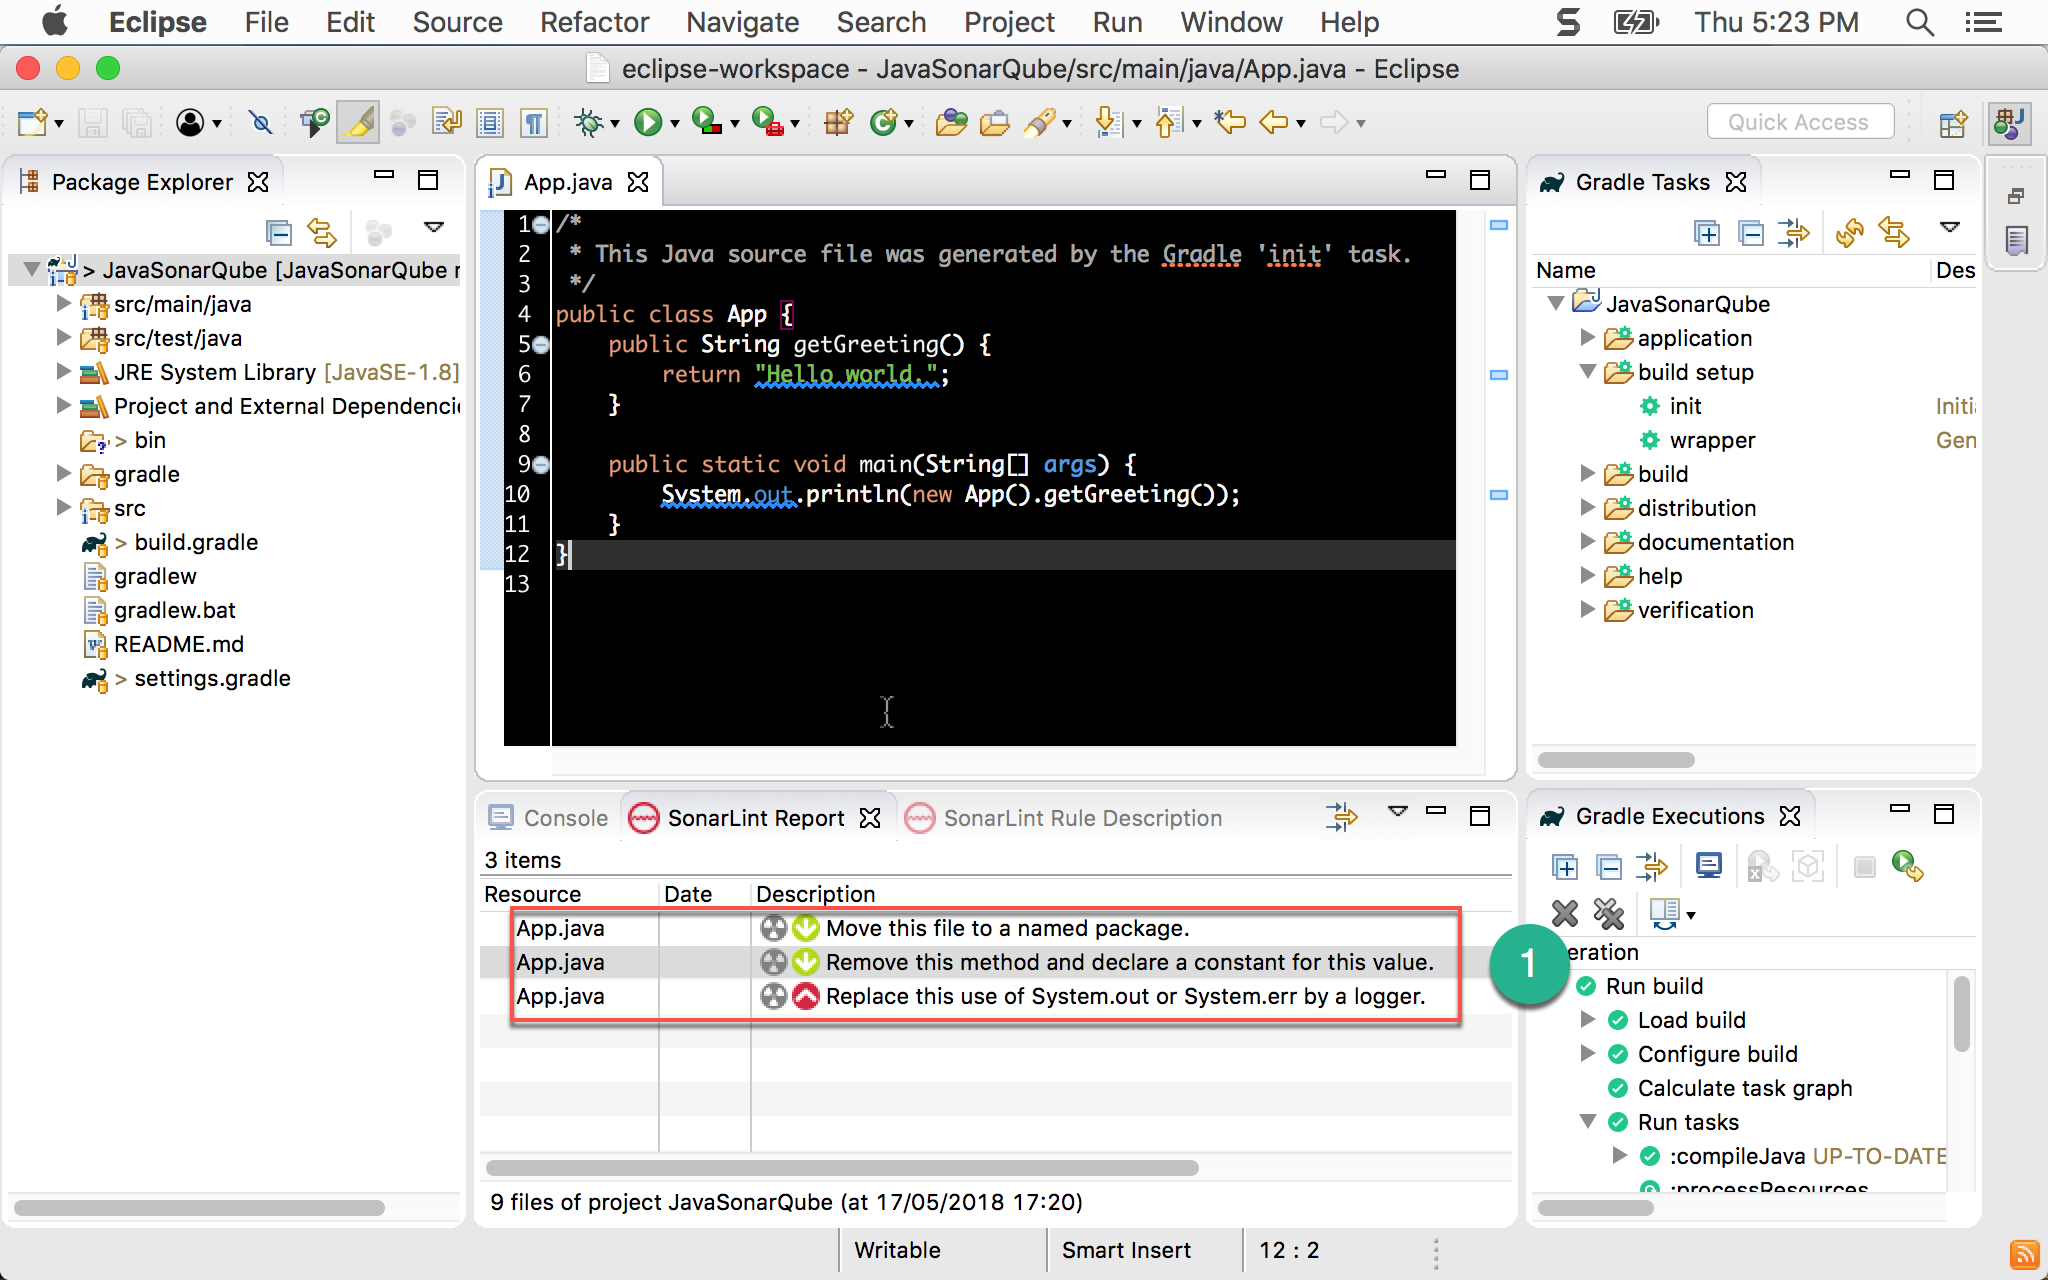 Eclipse File Edit Source Refactor Navigate Search Project Run Window Help Thu 5:23 PM
eclipse-workspace - JavaSonarQube/src/main/java/App.java - Eclipse
Quick Access
Package Explorer
> JavaSonarQube [JavaSonarQube
src/main/java
src/test/java
JRE System Library [JavaSE-1.8]
Project and External Dependenci
> bin
gradle
src
> build.gradle
gradlew
gradlew.bat
README.md
> settings.gradle
App.java
1 /*
2 * This Java source file was generated by the Gradle 'init' task.
3 */
4 public class App {
5 public String getGreeting() {
6 return "Hello world.";
7 }
8
9 public static void main(String[] args) {
10 System.out.println(new App().getGreeting());
11 }
12 }
13
Gradle Tasks
Name Des
JavaSonarQube
application
build setup
init Initi
wrapper Gen
build
distribution
documentation
help
verification
Console SonarLint Report SonarLint Rule Description
3 items
Resource Date Description
App.java Move this file to a named package.
App.java Remove this method and declare a constant for this value.
App.java Replace this use of System.out or System.err by a logger.
1
9 files of project JavaSonarQube (at 17/05/2018 17:20)
Gradle Executions
eration
Run build
Load build
Configure build
Calculate task graph
Run tasks
:compileJava UP-TO-DATE
:processResources
Writable Smart Insert 12 : 2